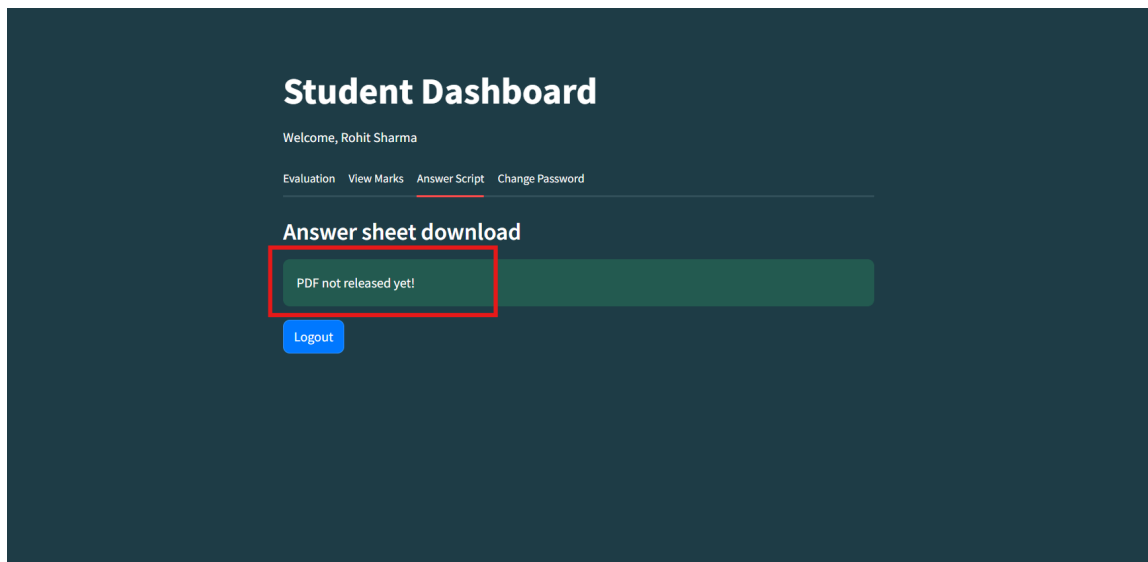 Student Dashboard
Welcome, Rohit Sharma
Evaluation View Marks Answer Script Change Password
Answer sheet download
PDF not released yet!
Logout